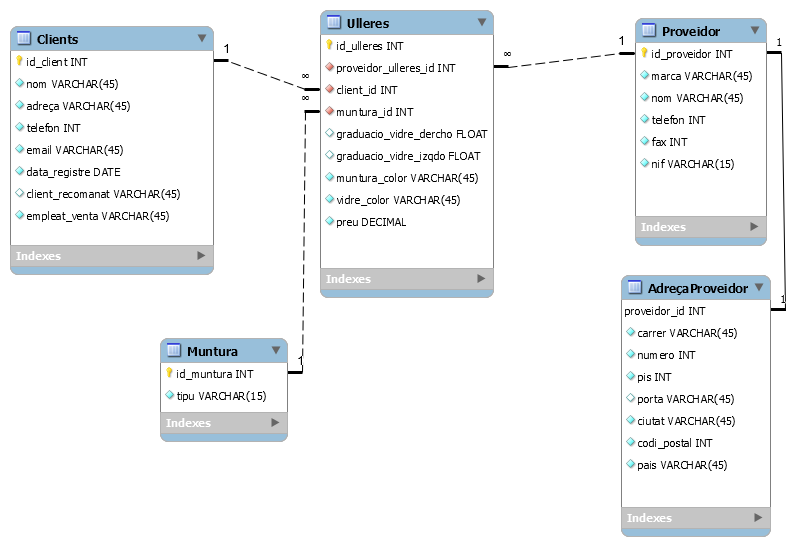 Clients
id_client INT
nom VARCHAR(45)
adreça VARCHAR(45)
telefon INT
email VARCHAR(45)
data_registre DATE
client_recomanat VARCHAR(45)
empleat_venta VARCHAR(45)
Indexes
1
∞
∞
Ulleres
id_ulleres INT
proveidor_ulleres_id INT
client_id INT
muntura_id INT
graduacio_vidre_dercho FLOAT
graduacio_vidre_izqdo FLOAT
muntura_color VARCHAR(45)
vidre_color VARCHAR(45)
preu DECIMAL
Indexes
∞
1
Proveidor
id_proveidor INT
marca VARCHAR(45)
nom VARCHAR(45)
telefon INT
fax INT
nif VARCHAR(15)
Indexes
1
1
Muntura
id_muntura INT
tipu VARCHAR(15)
Indexes
1
AdreçaProveidor
proveidor_id INT
carrer VARCHAR(45)
numero INT
pis INT
porta VARCHAR(45)
ciutat VARCHAR(45)
codi_postal INT
pais VARCHAR(45)
Indexes